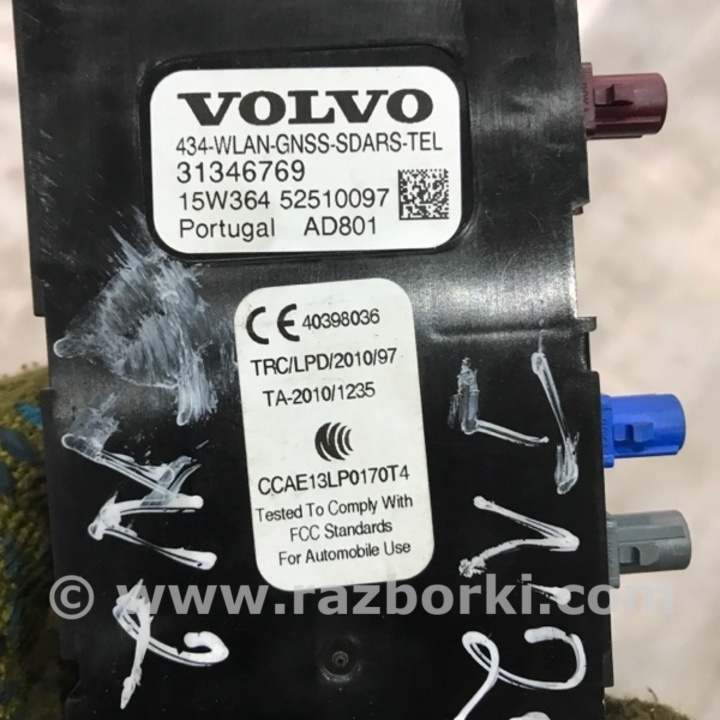 VOLVO
434-WLAN-GNSS-SDARS-TEL
31346769
15W364 52510097
Portugal AD801
CE 40398036
TRC/LPD/2010/97
TA-2010/1235
CCAE13LP0170T4
Tested To Comply With
FCC Standards
For Automobile Use
© www.razborki.com